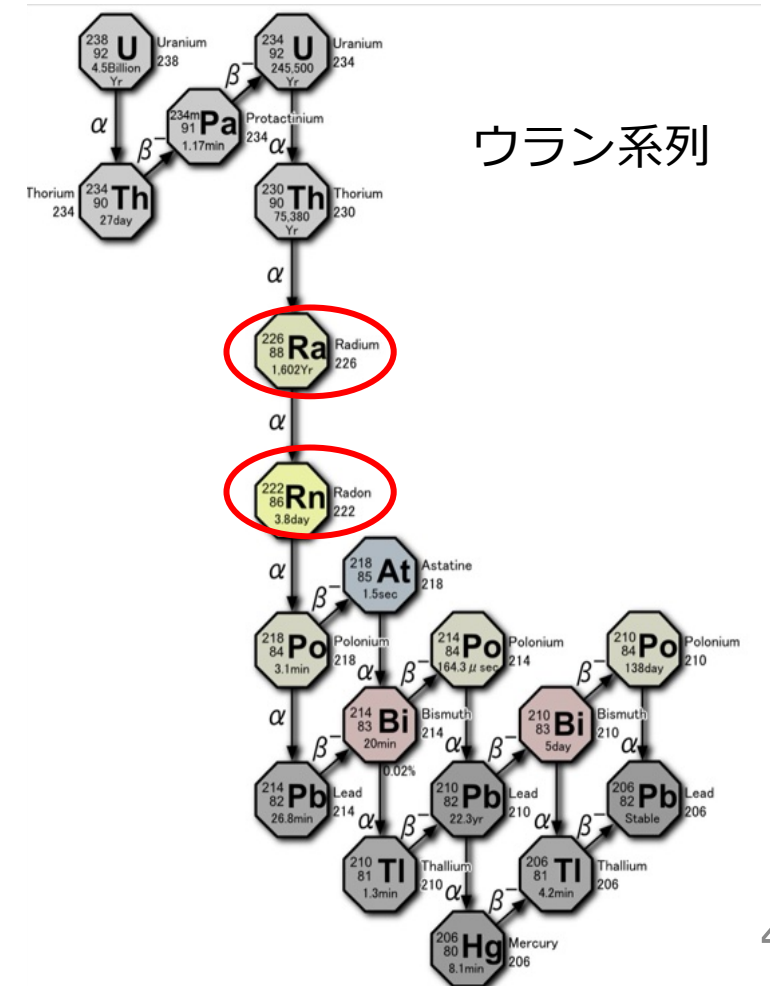 238
92 U
4.5Billion
Yr
Uranium
238
234
92 U
245,500
Yr
Uranium
234
β⁻
α
234m
91 Pa
1.17min
Protactinium
234
ウラン系列
β⁻
α
Thorium
234
234
90 Th
27day
230
90 Th
75,380
Yr
Thorium
230
α
226
88 Ra
1,602Yr
Radium
226
α
222
86 Rn
3.8day
Radon
222
α
β⁻
218
85 At
1.5sec
Astatine
218
218
84 Po
3.1min
Polonium
218
α
214
84 Po
164.3 μ sec
Polonium
214
210
84 Po
138day
Polonium
210
β⁻
β⁻
α
214
83 Bi
20min
Bismuth
214
0.02%
210
83 Bi
5day
Bismuth
210
β⁻
α
β⁻
α
214
82 Pb
26.8min
Lead
214
210
82 Pb
22.3yr
Lead
210
206
82 Pb
Stable
Lead
206
α
β⁻
α
β⁻
210
81 Tl
1.3min
Thallium
210
α
206
81 Tl
4.2min
Thallium
206
β⁻
206
80 Hg
8.1min
Mercury
206